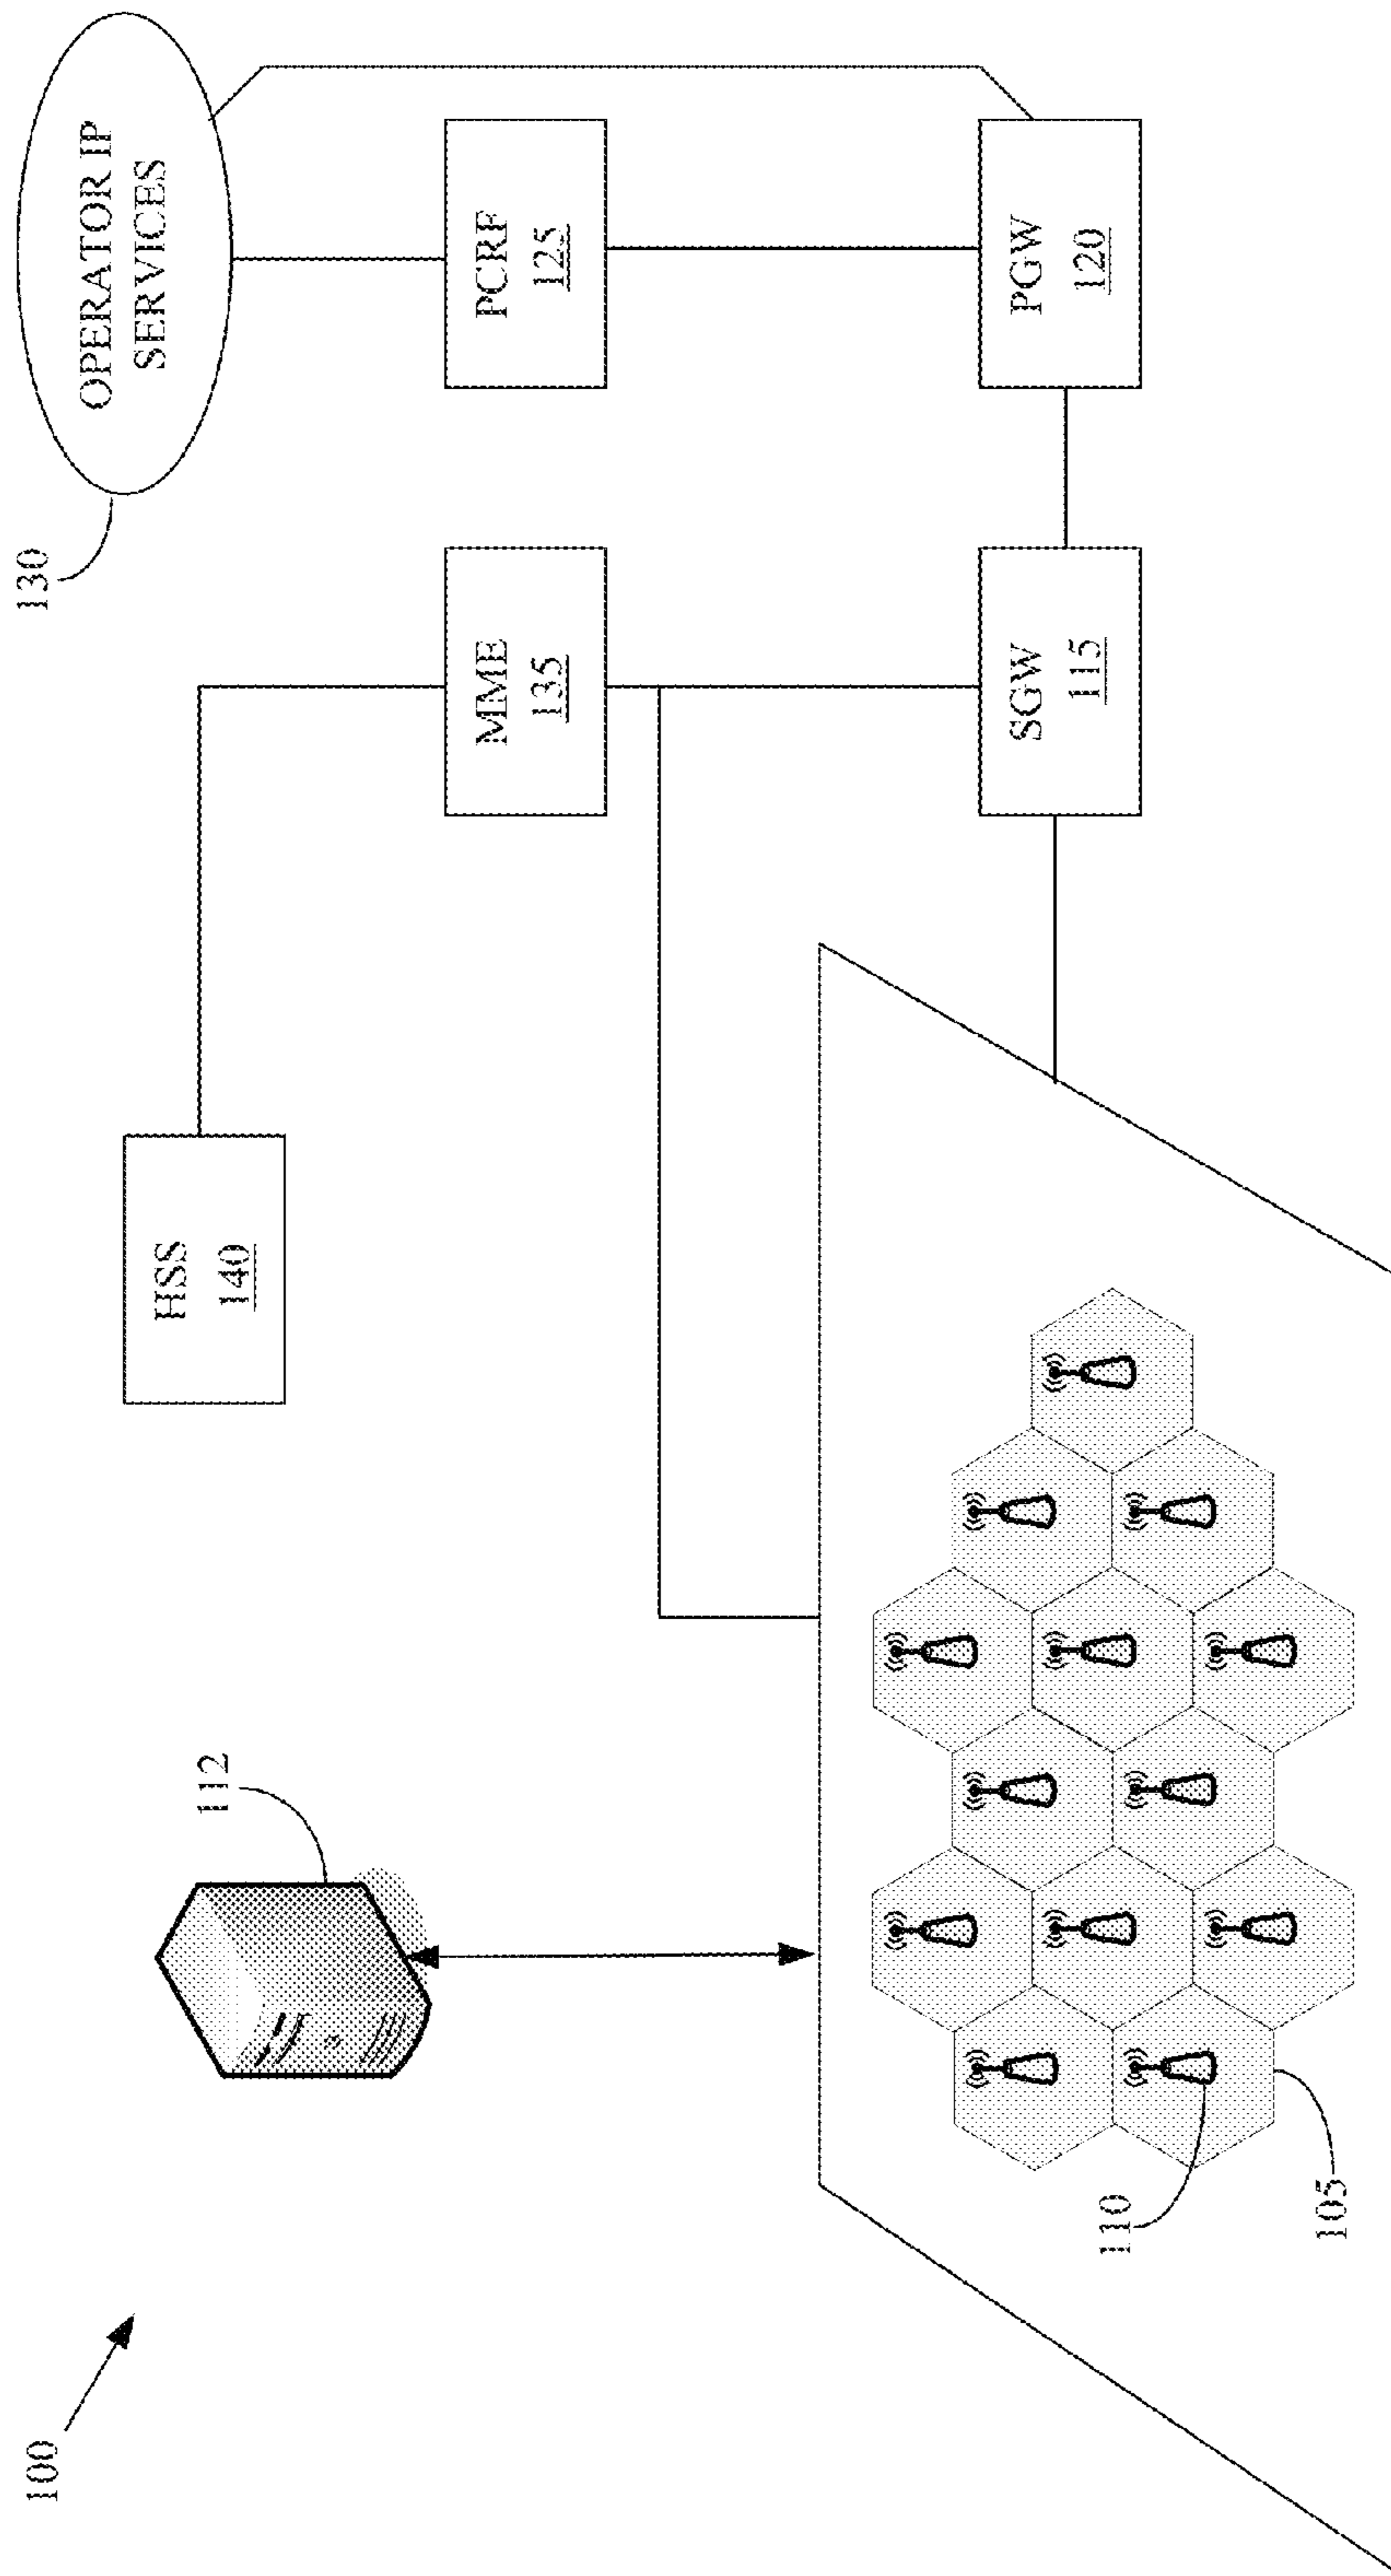 100
112
HSS
140
130
OPERATOR IP
SERVICES
MME
135
PCRF
125
SGW
115
PGW
120
110
105